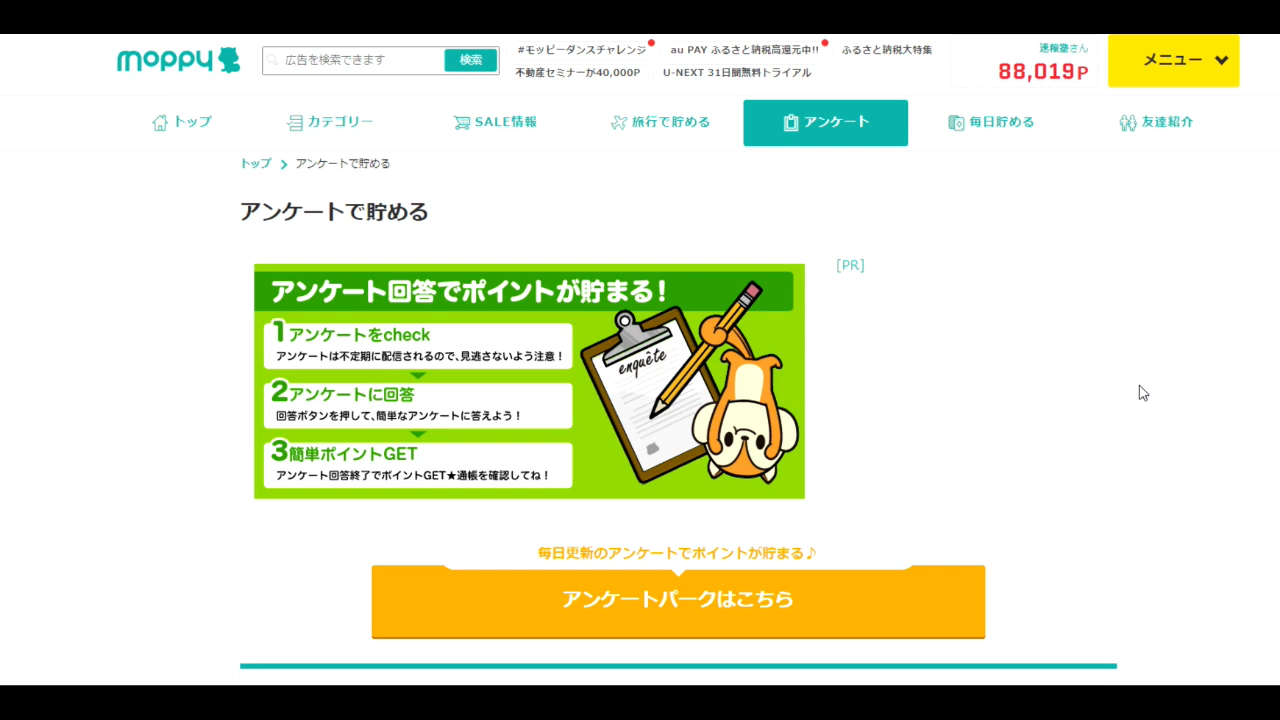 moppy
広告を検索できます
検索
#モッピーダンスチャレンジ
au PAY ふるさと納税高還元中!!
ふるさと納税大特集
不動産セミナーが40,000P
U-NEXT 31日間無料トライアル
速稼塾さん
88,019P
メニュー
トップ
カテゴリー
SALE情報
旅行で貯める
アンケート
毎日貯める
友達紹介
トップ
アンケートで貯める
アンケートで貯める
アンケート回答でポイントが貯まる！
1アンケートをcheck
アンケートは不定期に配信されるので、見逃さないよう注意！
2アンケートに回答
回答ボタンを押して、簡単なアンケートに答えよう！
3簡単ポイントGET
アンケート回答終了でポイントGET★通帳を確認してね！
enquête
[PR]
毎日更新のアンケートでポイントが貯まる♪
アンケートパークはこちら